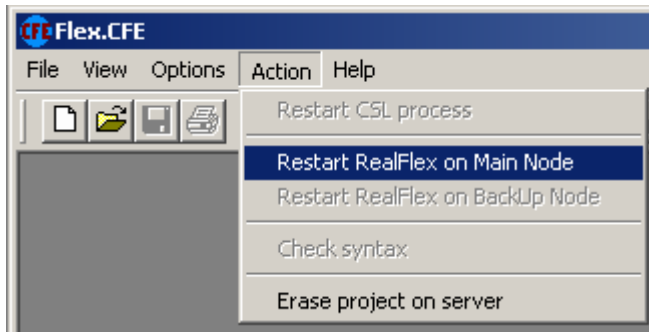 CFE Flex.CFE
File View Options Action Help
Restart CSL process
Restart RealFlex on Main Node
Restart RealFlex on BackUp Node
Check syntax
Erase project on server